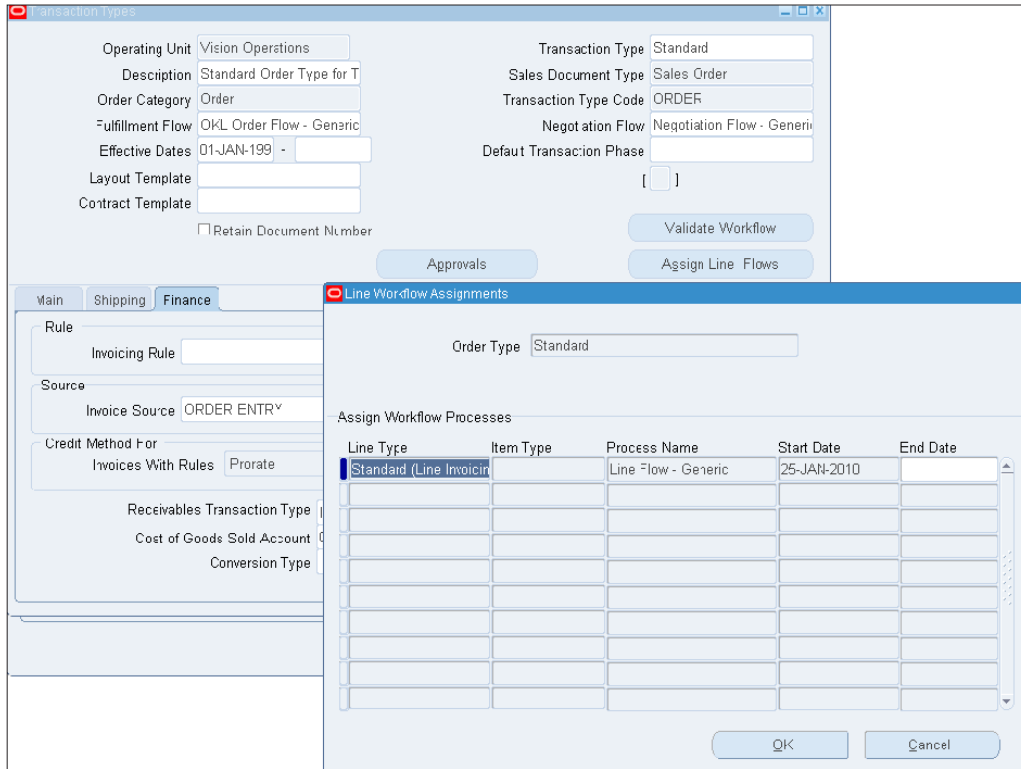 Transaction Types
Operating Unit Vision Operations Transaction Type Standard
Description Standard Order Type for T Sales Document Type Sales Order
Order Category Order Transaction Type Code ORDER
Fulfillment Flow OKL Order Flow - Generic Negotiation Flow Negotiation Flow - Generi
Effective Dates 01-JAN-199 - Default Transaction Phase
Layout Template [ ]
Contract Template
Retain Document Number Validate Workflow
Approvals Assign Line Flows
Main Shipping Finance
Rule
Invoicing Rule
Source
Invoice Source ORDER ENTRY
Credit Method For
Invoices With Rules Prorate
Receivables Transaction Type
Cost of Goods Sold Account
Conversion Type
Line Workflow Assignments
Order Type Standard
Assign Workflow Processes
Line Type Item Type Process Name Start Date End Date
Standard (Line Invoicin Line Flow - Generic 25-JAN-2010
OK Cancel